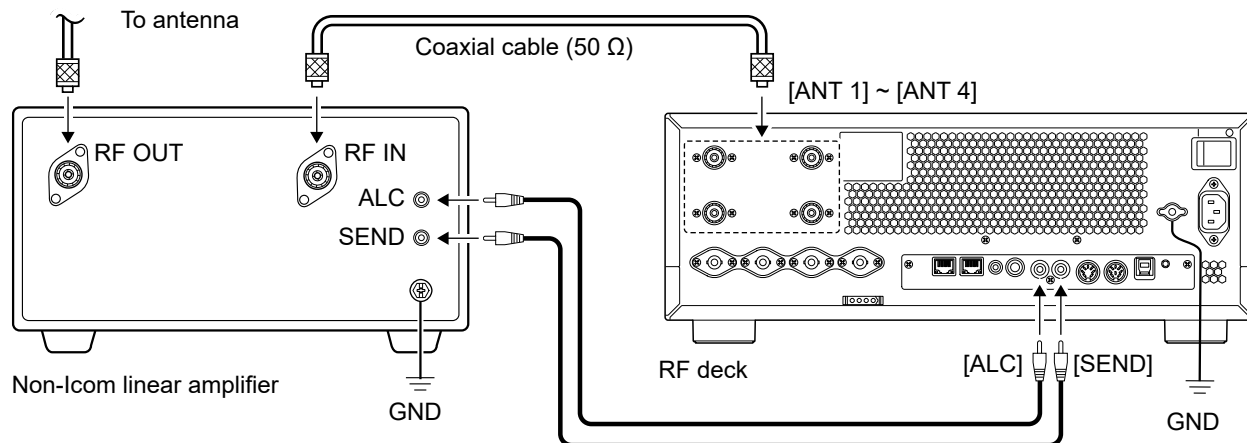 To antenna
Coaxial cable (50 Ω)
[ANT 1] ~ [ANT 4]
RF OUT
RF IN
ALC
SEND
Non-Icom linear amplifier
GND
RF deck
[ALC]
[SEND]
GND